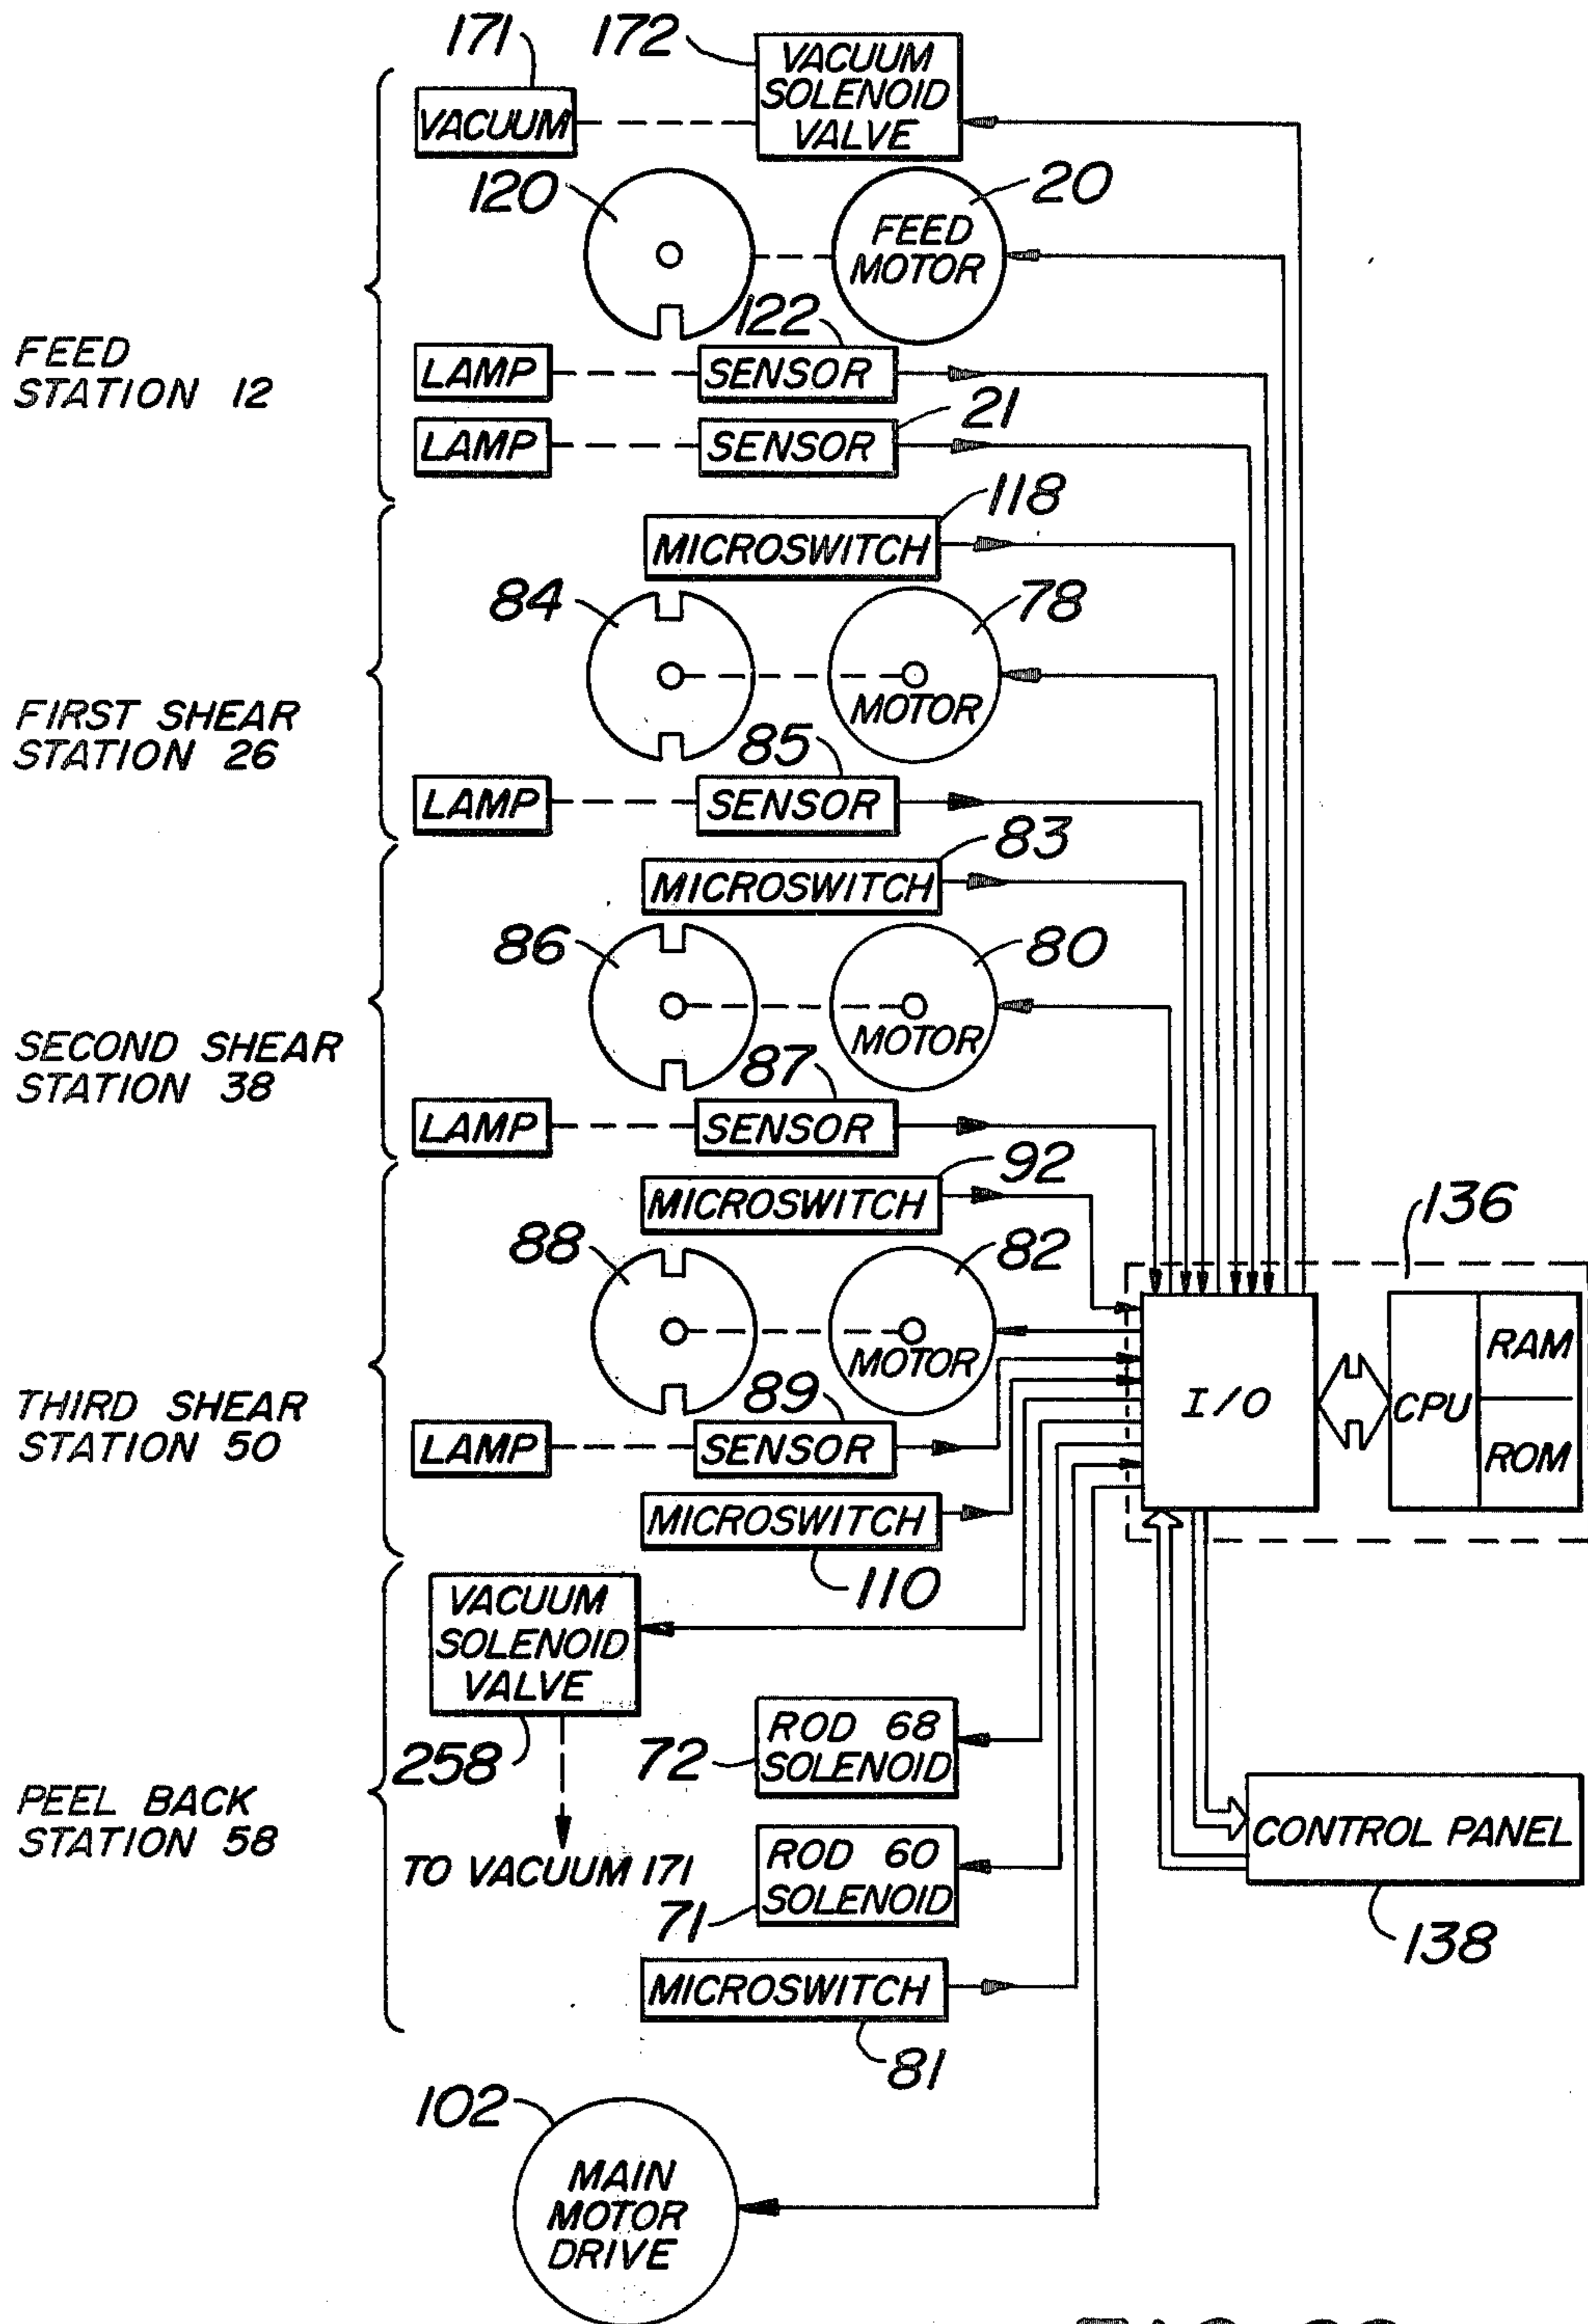 171
172
VACUUM
VACUUM
SOLENOID
VALVE
120
20
FEED
MOTOR
FEED
STATION 12
122
LAMP
SENSOR
21
LAMP
SENSOR
118
MICROSWITCH
84
78
MOTOR
FIRST SHEAR
STATION 26
85
LAMP
SENSOR
83
MICROSWITCH
86
80
MOTOR
SECOND SHEAR
STATION 38
87
LAMP
SENSOR
92
MICROSWITCH
88
82
MOTOR
THIRD SHEAR
STATION 50
89
LAMP
SENSOR
MICROSWITCH
110
136
I/O
CPU
RAM
ROM
VACUUM
SOLENOID
VALVE
258
TO VACUUM 171
72
ROD 68
SOLENOID
PEEL BACK
STATION 58
71
ROD 60
SOLENOID
CONTROL PANEL
138
MICROSWITCH
81
102
MAIN
MOTOR
DRIVE